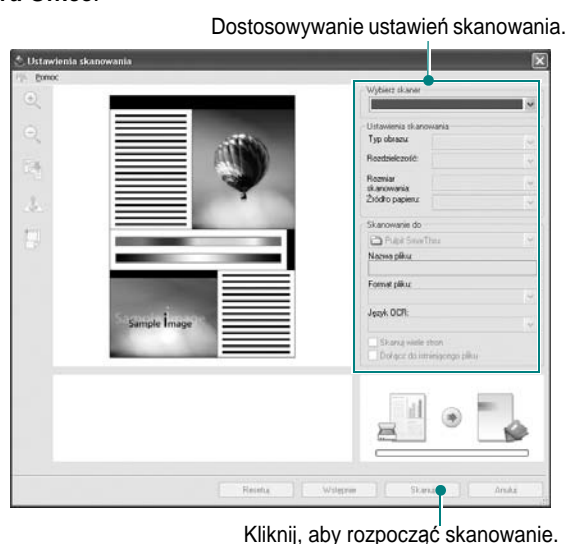 Dostosowywanie ustawień skanowania.
Ustawienia skanowania
Pomoc
Wybierz skaner
Ustawienia skanowania
Typ obrazu:
Rozdzielczość:
Rozmiar
skanowania:
Źródło papieru:
Skanowanie do
Pulpit SmarThru
Nazwa pliku:
Format pliku:
Język OCR:
Skanuj wiele stron
Dołącz do istniejącego pliku
Sample Image
Sample Image
Resetuj
Wstępnie
Anuluj
Kliknij, aby rozpocząć skanowanie.